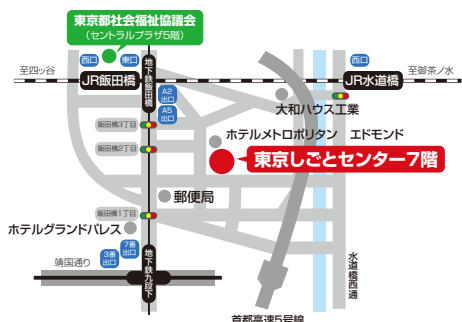 東京都社会福祉協議会
(セントラルプラザ5階)
西口
東口
西口
至四ッ谷
至御茶ノ水
JR飯田橋
地下鉄飯田橋
JR水道橋
A2
出口
A5
出口
大和ハウス工業
飯田橋3丁目
ホテルメトロポリタン エドモンド
飯田橋2丁目
東京しごとセンター7階
郵便局
飯田橋1丁目
ホテルグランドパレス
7番
出口
3番
出口
靖国通り
地下鉄九段下
水道橋西通
首都高速5号線